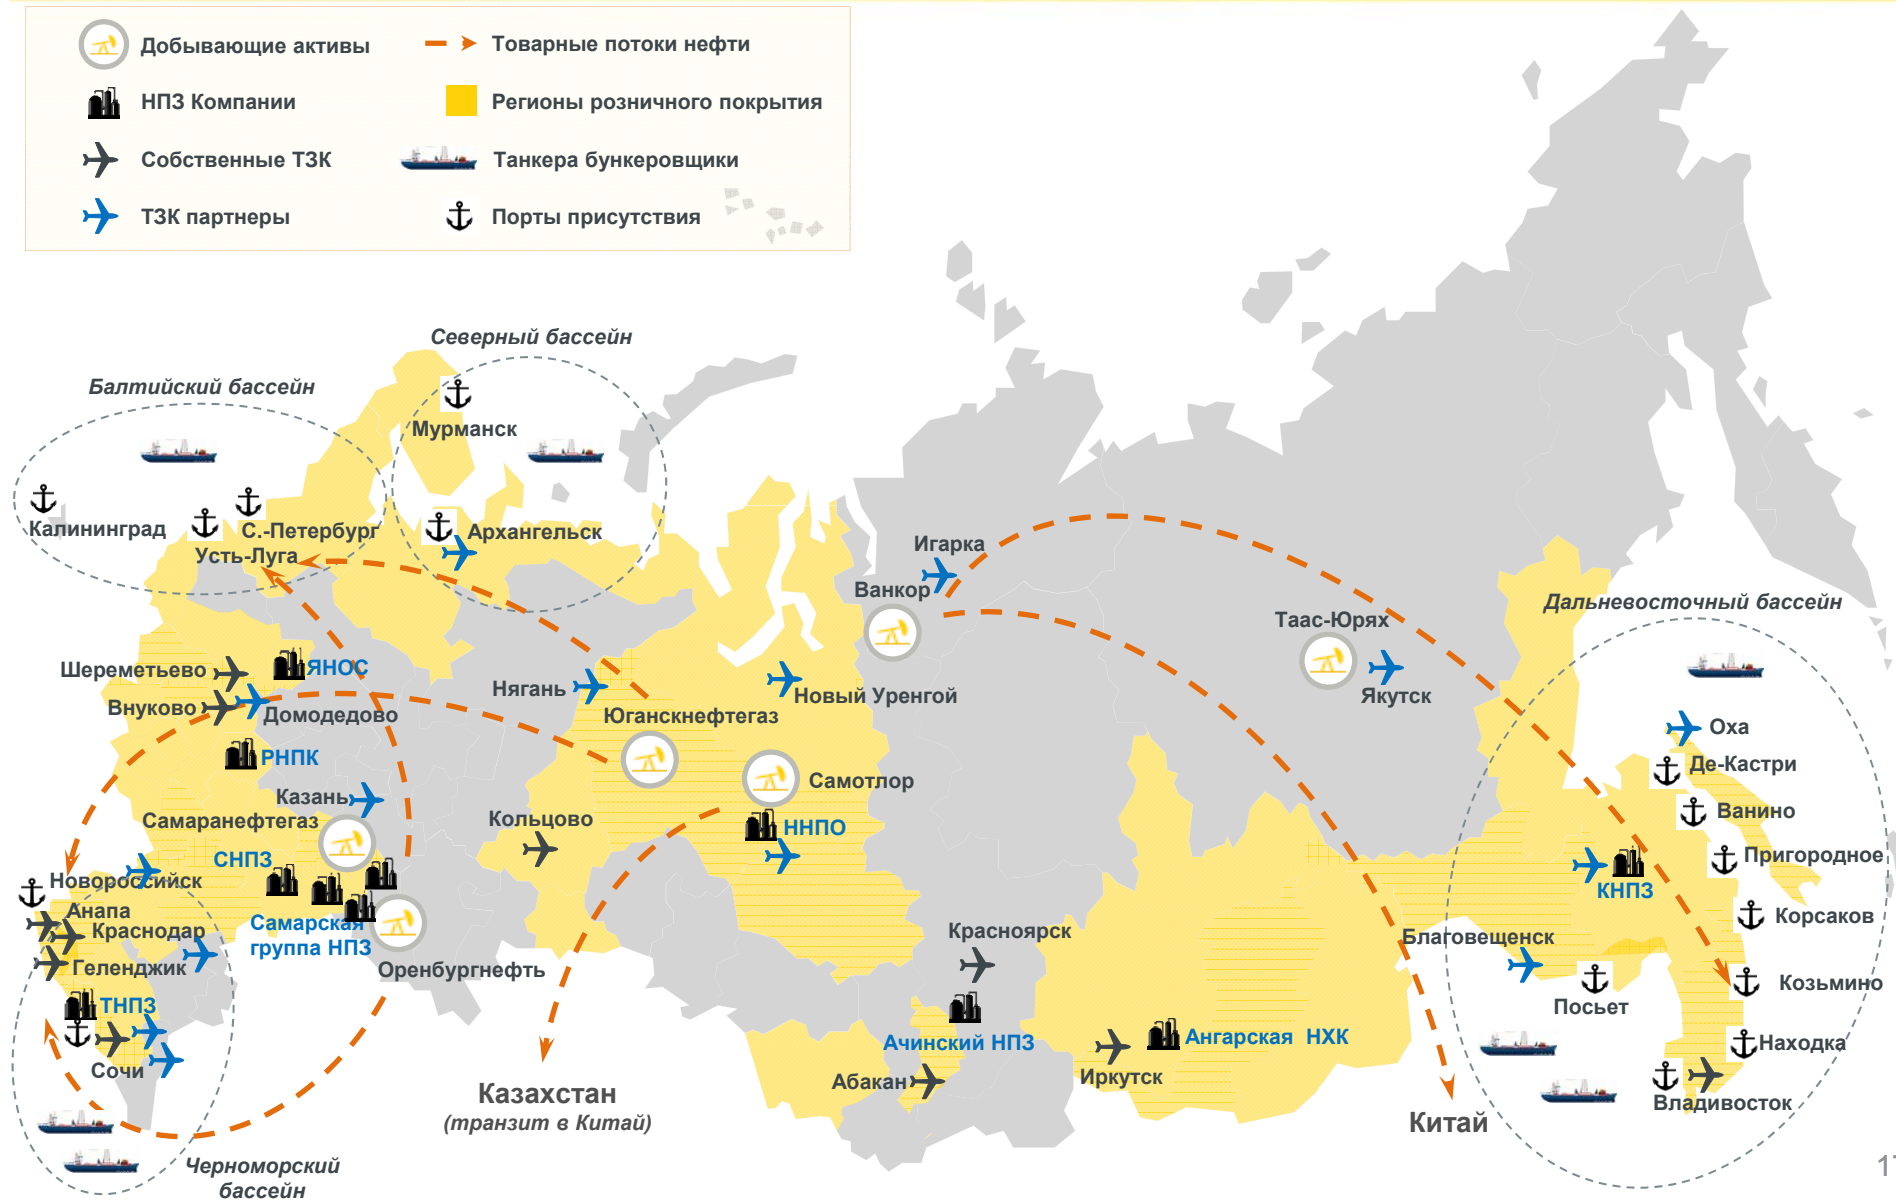 Добывающие активы
Товарные потоки нефти
НПЗ Компании
Регионы розничного покрытия
Собственные ТЗК
Танкера бункеровщики
ТЗК партнеры
Порты присутствия
Северный бассейн
Балтийский бассейн
Мурманск
Калининград
С.-Петербург
Усть-Луга
Архангельск
Игарка
Ванкор
Дальневосточный бассейн
Таас-Юрях
Якутск
Шереметьево
ЯНОС
Внуково
Домодедово
Нягань
Новый Уренгой
Юганскнефтегаз
Оха
РНПК
Де-Кастри
Самотлор
Казань
Ванино
Самаранефтегаз
Кольцово
ННПО
СНПЗ
Пригородное
Новороссийск
КНПЗ
Анапа
Краснодар
Самарская
группа НПЗ
Корсаков
Красноярск
Благовещенск
Геленджик
Оренбургнефть
Козьмино
ТНПЗ
Посьет
Ачинский НПЗ
Ангарская НХК
Находка
Сочи
Абакан
Иркутск
Владивосток
Казахстан
(транзит в Китай)
Китай
Черноморский
бассейн
17